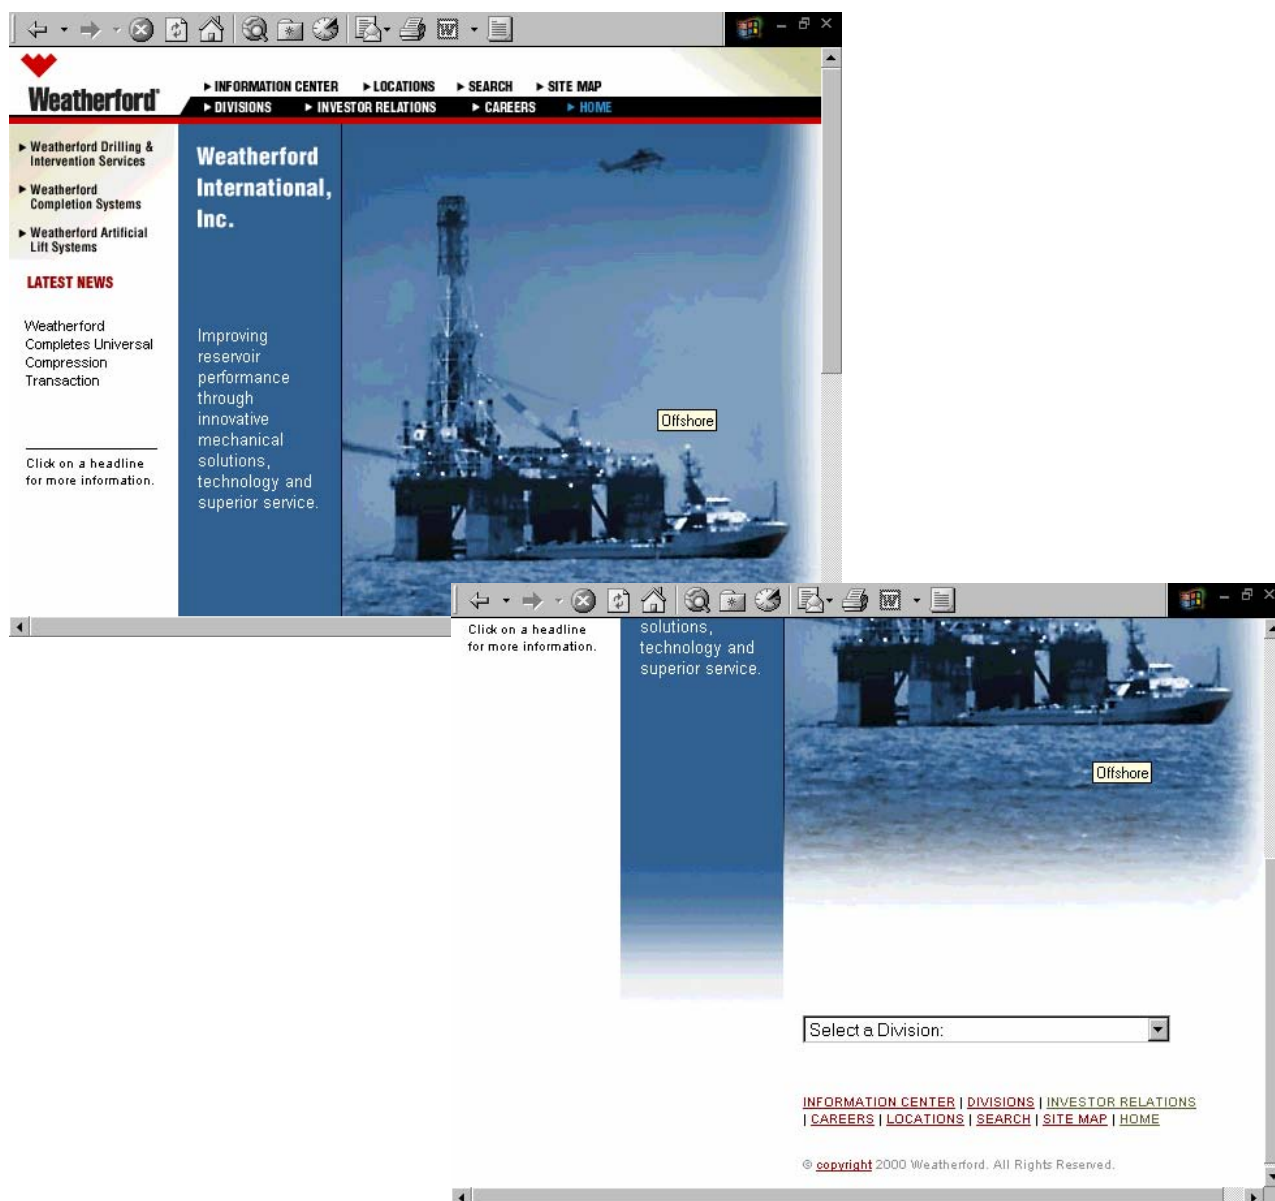 Weatherford
INFORMATION CENTER LOCATIONS SEARCH SITE MAP
DIVISIONS INVESTOR RELATIONS CAREERS HOME
Weatherford Drilling &
Intervention Services
Weatherford
Completion Systems
Weatherford Artificial
Lift Systems
LATEST NEWS
Weatherford
Completes Universal
Compression
Transaction
Click on a headline
for more information.
Weatherford
International,
Inc.
Improving
reservoir
performance
through
innovative
mechanical
solutions,
technology and
superior service.
Offshore
Click on a headline
for more information.
solutions,
technology and
superior service.
Offshore
Select a Division:
INFORMATION CENTER | DIVISIONS | INVESTOR RELATIONS
| CAREERS | LOCATIONS | SEARCH | SITE MAP | HOME
© copyright 2000 Weatherford. All Rights Reserved.